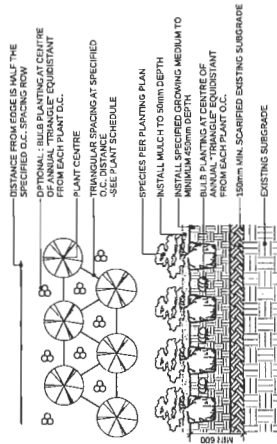 DISTANCE FROM EDGE IS HALF THE
SPECIFIED O.C. SPACING ROW
OPTIONAL : BULB PLANTING AT CENTRE
OF ANNUAL "TRIANGLE" EQUIDISTANT
FROM EACH PLANT O.C.
PLANT CENTRE
TRIANGULAR SPACING AT SPECIFIED
O.C. DISTANCE
-SEE PLANT SCHEDULE
SPECIES PER PLANTING PLAN
INSTALL MULCH TO 50mm DEPTH
INSTALL SPECIFIED GROWING MEDIUM TO
MINIMUM 450mm DEPTH
BULB PLANTING AT CENTRE OF
ANNUAL "TRIANGLE" EQUIDISTANT
FROM EACH PLANT O.C.
150mm MIN. SCARIFIED EXISTING SUBGRADE
EXISTING SUBGRADE
MIN 600